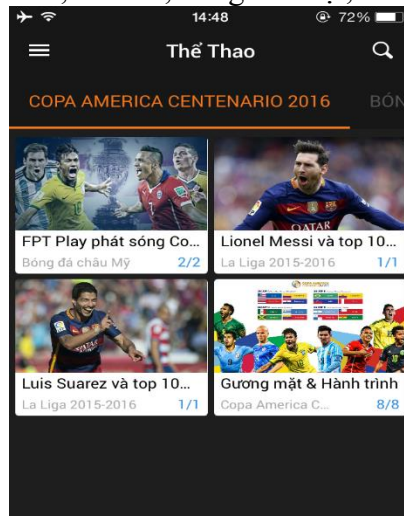 14:48
72%
Thể Thao
COPA AMERICA CENTENARIO 2016
BÓN
FPT Play phát sóng Co...
Bóng đá châu Mỹ 2/2
Lionel Messi và top 10...
La Liga 2015-2016 1/1
QATAR
Luis Suarez và top 10...
La Liga 2015-2016 1/1
Gương mặt & Hành trình
Copa America C... 8/8